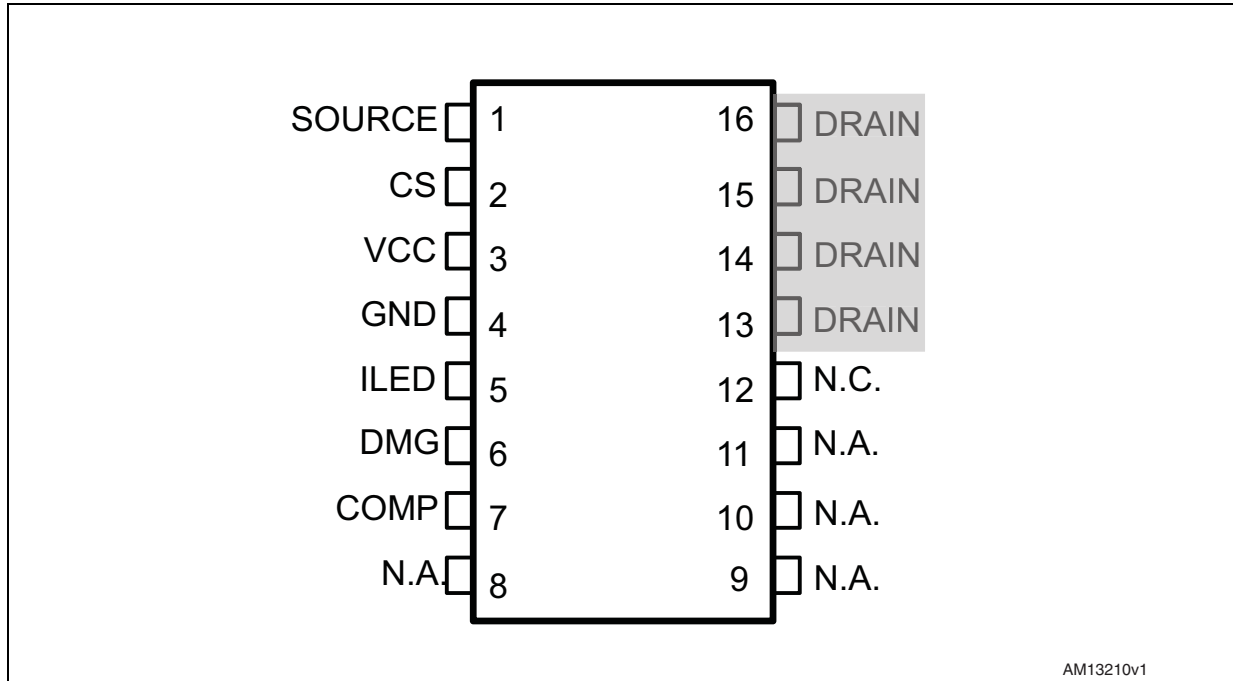 SOURCE 1 16 DRAIN
CS 2 15 DRAIN
VCC 3 14 DRAIN
GND 4 13 DRAIN
ILED 5 12 N.C.
DMG 6 11 N.A.
COMP 7 10 N.A.
N.A. 8 9 N.A.
AM13210v1